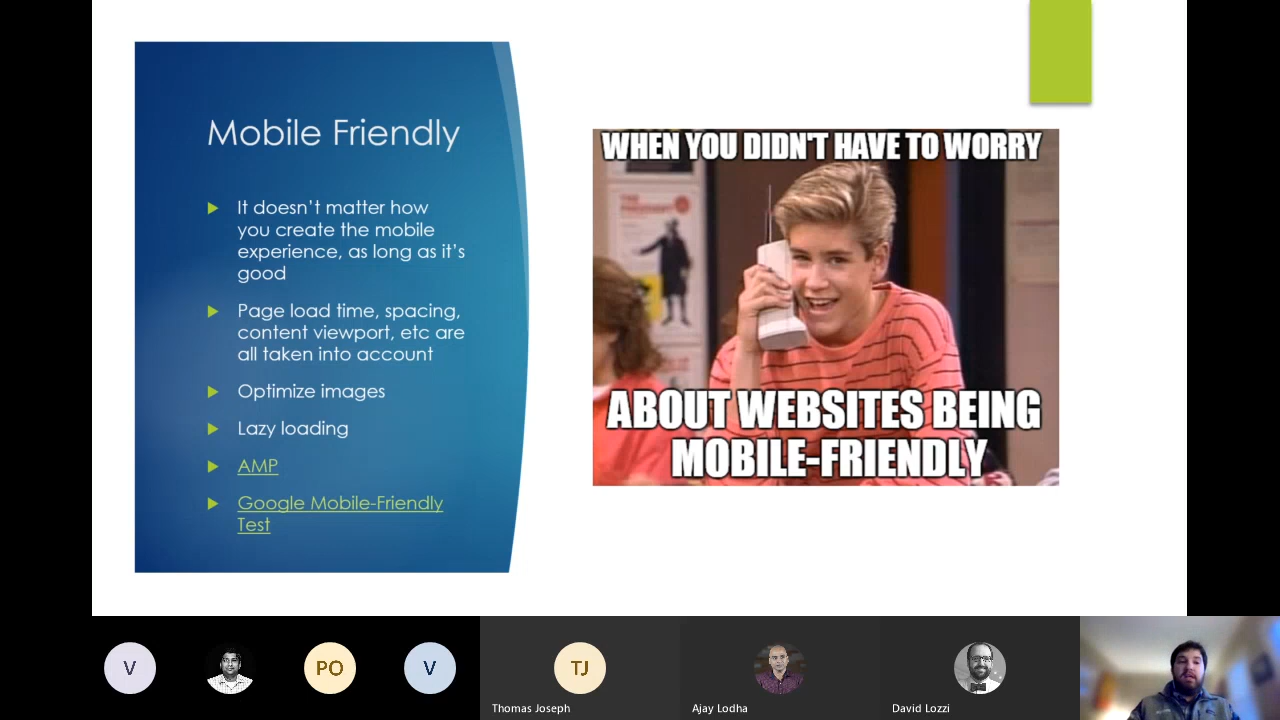 Mobile Friendly
It doesn’t matter how
you create the mobile
experience, as long as it’s
good
Page load time, spacing,
content viewport, etc are
all taken into account
Optimize images
Lazy loading
AMP
Google Mobile-Friendly
Test
WHEN YOU DIDN'T HAVE TO WORRY
ABOUT WEBSITES BEING
MOBILE-FRIENDLY
V
PO
V
TJ
Thomas Joseph
Ajay Lodha
David Lozzi